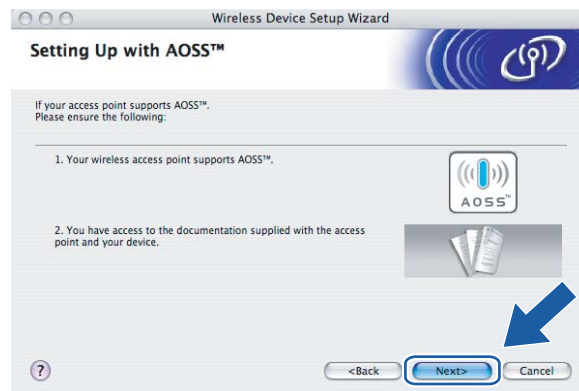 Wireless Device Setup Wizard
Setting Up with AOSS™
If your access point supports AOSS™.
Please ensure the following:
1. Your wireless access point supports AOSS™.
AOSS™
2. You have access to the documentation supplied with the access
point and your device.
?
<Back
Next>
Cancel